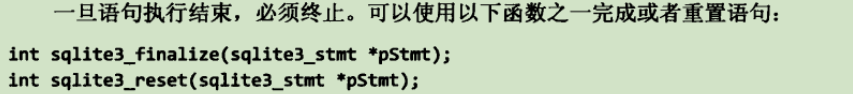 一旦语句执行结束，必须终止。可以使用以下函数之一完成或者重置语句：
int sqlite3_finalize(sqlite3_stmt *pStmt);
int sqlite3_reset(sqlite3_stmt *pStmt);